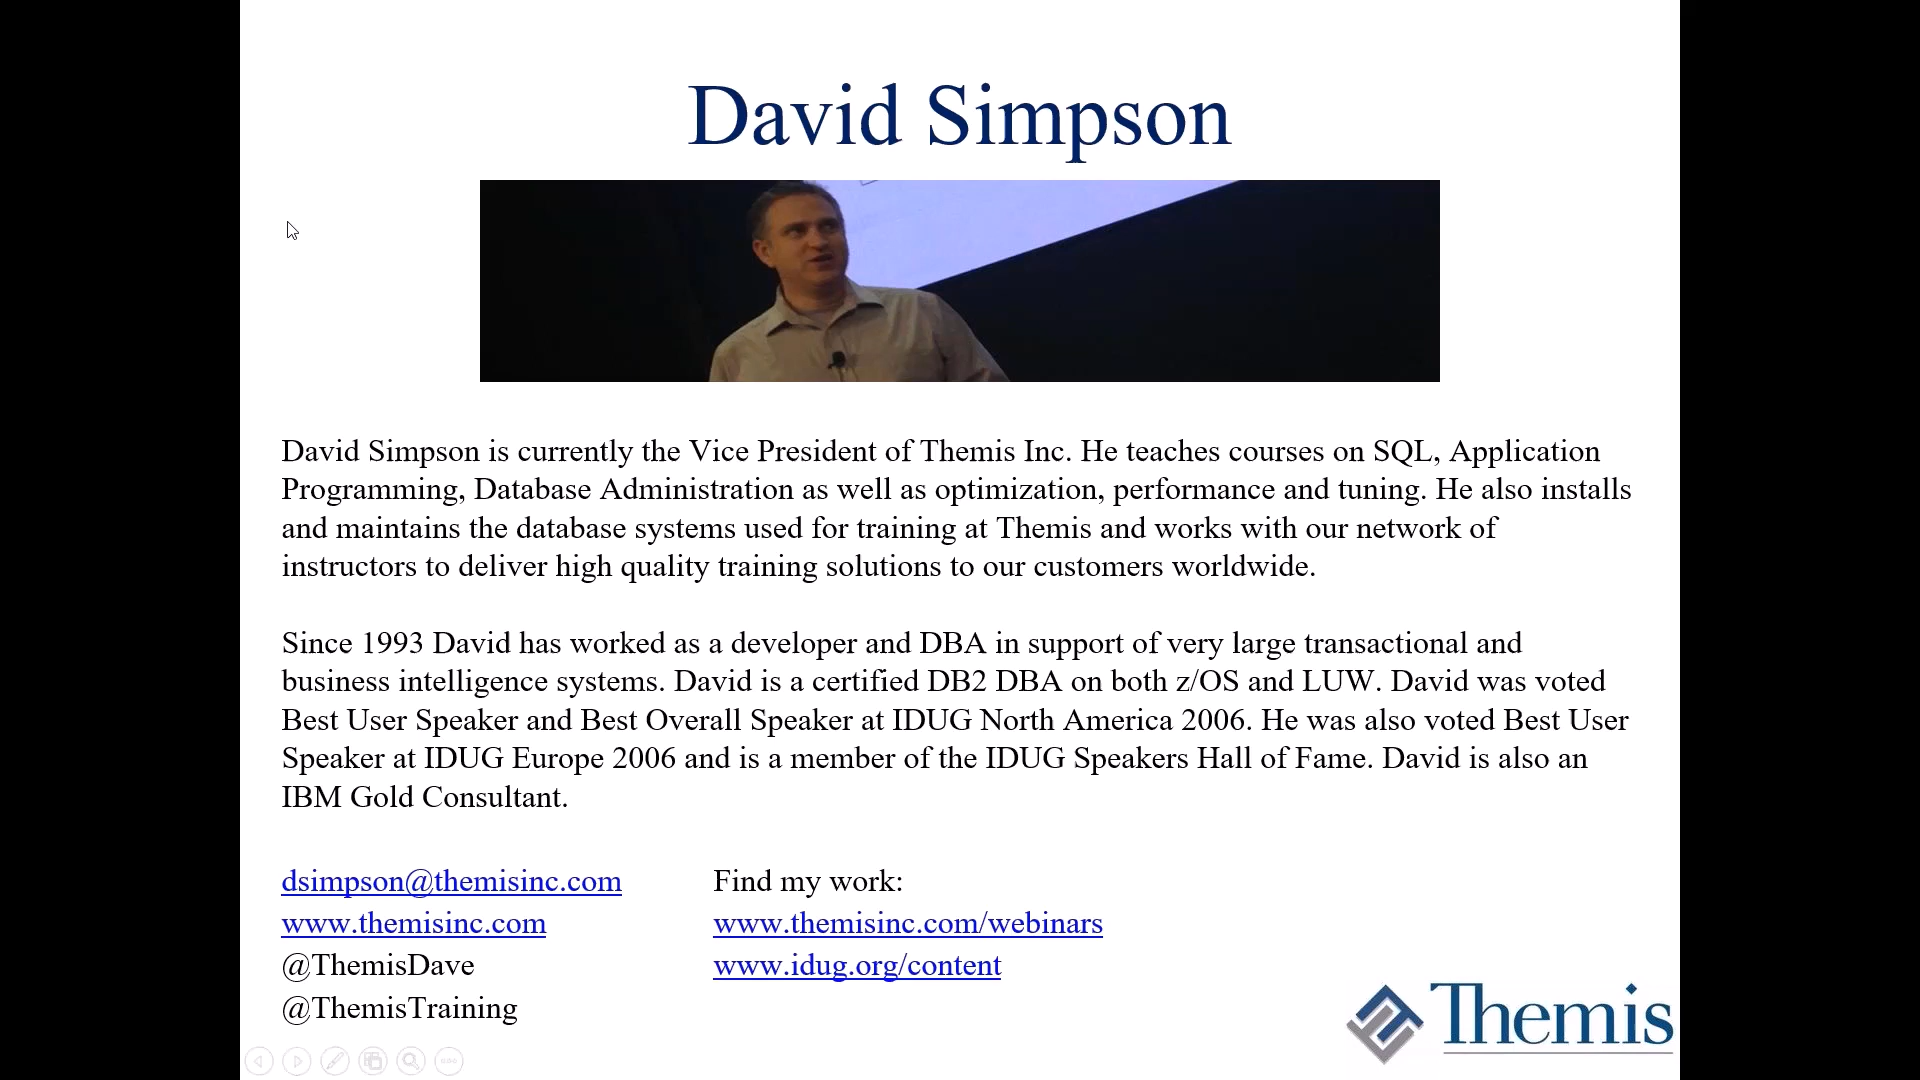 David Simpson
David Simpson is currently the Vice President of Themis Inc. He teaches courses on SQL, Application
Programming, Database Administration as well as optimization, performance and tuning. He also installs
and maintains the database systems used for training at Themis and works with our network of
instructors to deliver high quality training solutions to our customers worldwide.
Since 1993 David has worked as a developer and DBA in support of very large transactional and
business intelligence systems. David is a certified DB2 DBA on both z/OS and LUW. David was voted
Best User Speaker and Best Overall Speaker at IDUG North America 2006. He was also voted Best User
Speaker at IDUG Europe 2006 and is a member of the IDUG Speakers Hall of Fame. David is also an
IBM Gold Consultant.
dsimpson@themisinc.com
www.themisinc.com
@ThemisDave
@ThemisTraining
Find my work:
www.themisinc.com/webinars
www.idug.org/content
Themis